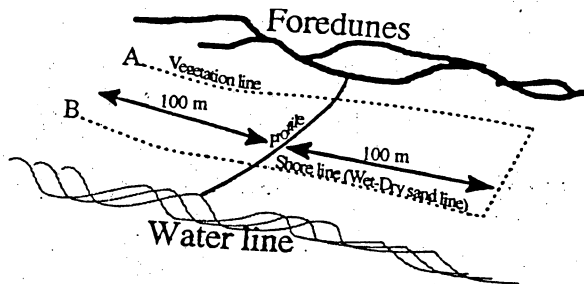 Foredunes
A
Vegetation line
100 m
B
Profile
100 m
Shore line (Wet-Dry sand line)
Water line